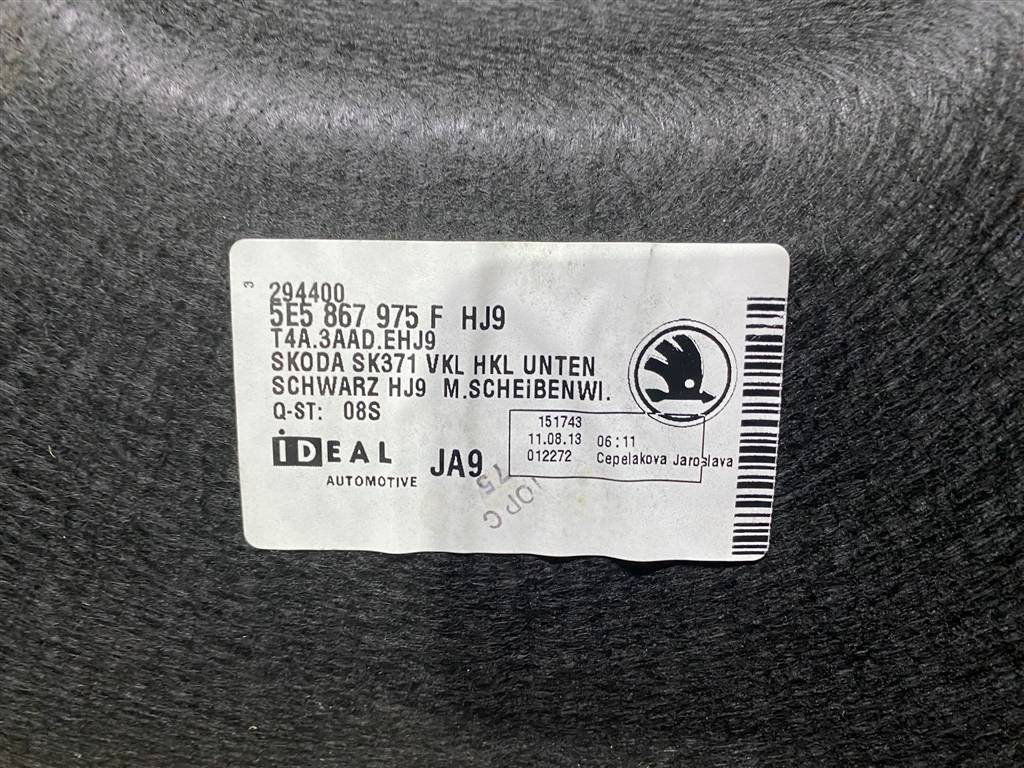 3
294400
5E5 867 975 F HJ9
T4A.3AAD.EHJ9
SKODA SK371 VKL HKL UNTEN
SCHWARZ HJ9 M.SCHEiBENWI.
Q-ST: 08S
151743
11.08.13 06:11
012272 Cepelakova Jaroslava
iDEAL
AUTOMOTIVE
JA9
75